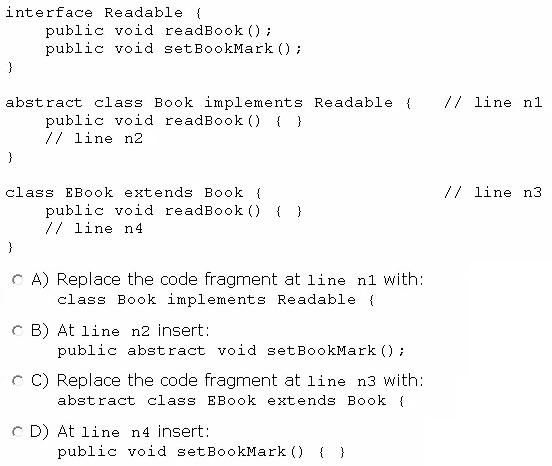 interface Readable {
    public void readBook();
    public void setBookMark();
}
abstract class Book implements Readable {   // line n1
    public void readBook() { }
    // line n2
}
class EBook extends Book {                  // line n3
    public void readBook() { }
    // line n4
}
A) Replace the code fragment at line n1 with:
class Book implements Readable {
B) At line n2 insert:
public abstract void setBookMark();
C) Replace the code fragment at line n3 with:
abstract class EBook extends Book {
D) At line n4 insert:
public void setBookMark() { }